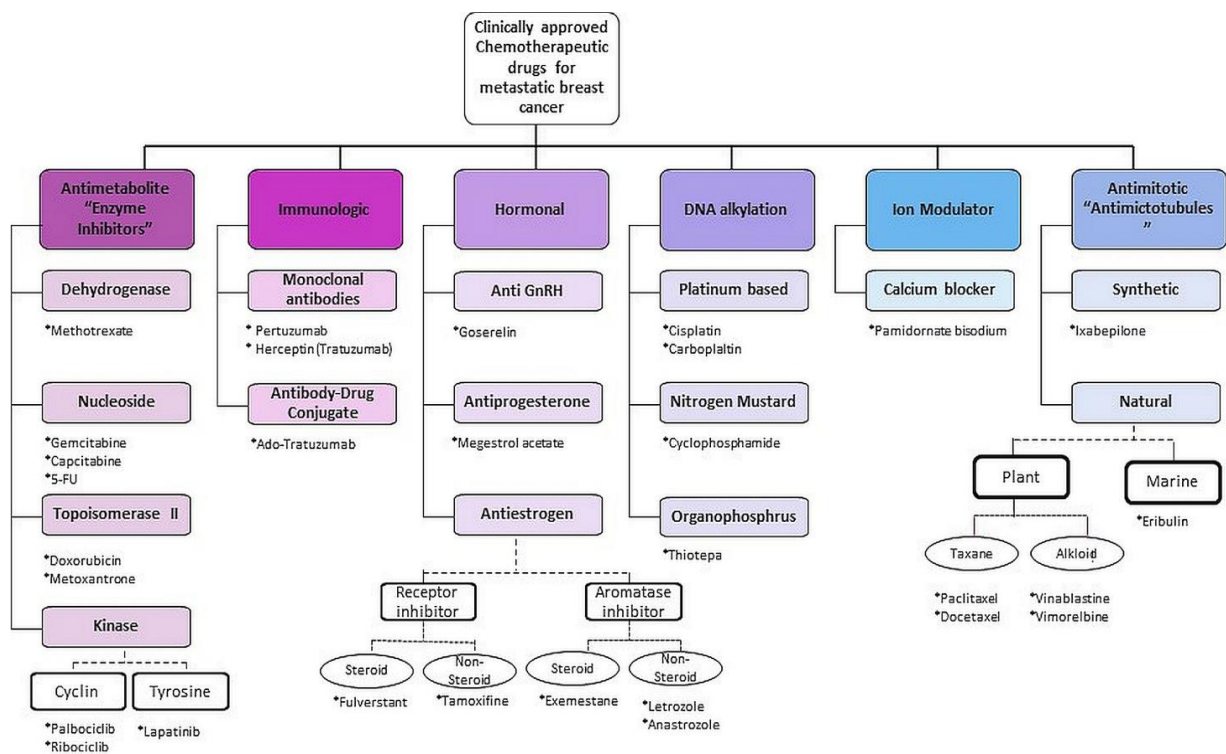 Clinically approved
Chemotherapeutic
drugs for
metastatic breast
cancer
Antimetabolite
“Enzyme
Inhibitors”
Immunologic
Hormonal
DNA alkylation
Ion Modulator
Antimitotic
“Antimictotubules
”
Dehydrogenase
Monoclonal
antibodies
Anti GnRH
Platinum based
Calcium blocker
Synthetic
*Methotrexate
*Pertuzumab
*Herceptin (Tratuzumab)
*Goserelin
*Cisplatin
*Carboplaltin
*Pamidornate bisodium
*Ixabepilone
Nucleoside
Antibody-Drug
Conjugate
Antiprogesterone
Nitrogen Mustard
Natural
*Gemcitabine
*Capcitabine
*5-FU
*Ado-Tratuzumab
*Megestrol acetate
*Cyclophosphamide
Plant
Marine
Topoisomerase II
Antiestrogen
Organophosphrus
*Eribulin
*Doxorubicin
*Metoxantrone
*Thiotepa
Taxane
Alkloid
Receptor
inhibitor
Aromatase
inhibitor
*Paclitaxel
*Docetaxel
*Vinablastine
*Vimorelbine
Kinase
Steroid
Non-
Steroid
Steroid
Non-
Steroid
Cyclin
Tyrosine
*Fulverstant
*Tamoxifine
*Exemestane
*Letrozole
*Anastrozole
*Palbociclib
*Ribociclib
*Lapatinib